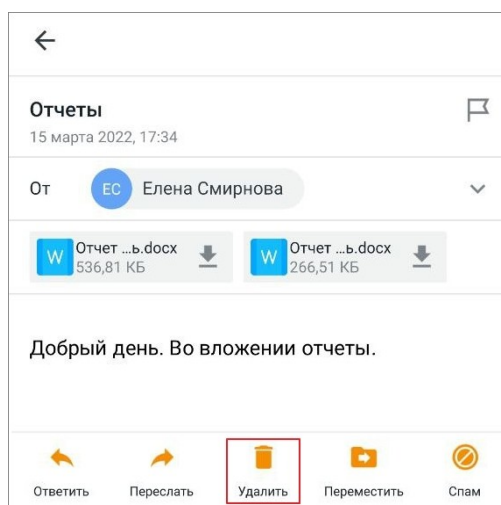 Отчеты
15 марта 2022, 17:34
От ЕС Елена Смирнова
W Отчет ...ь.docx W Отчет ...ь.docx
536,81 КБ 266,51 КБ
Добрый день. Во вложении отчеты.
Ответить Переслать Удалить Переместить Спам